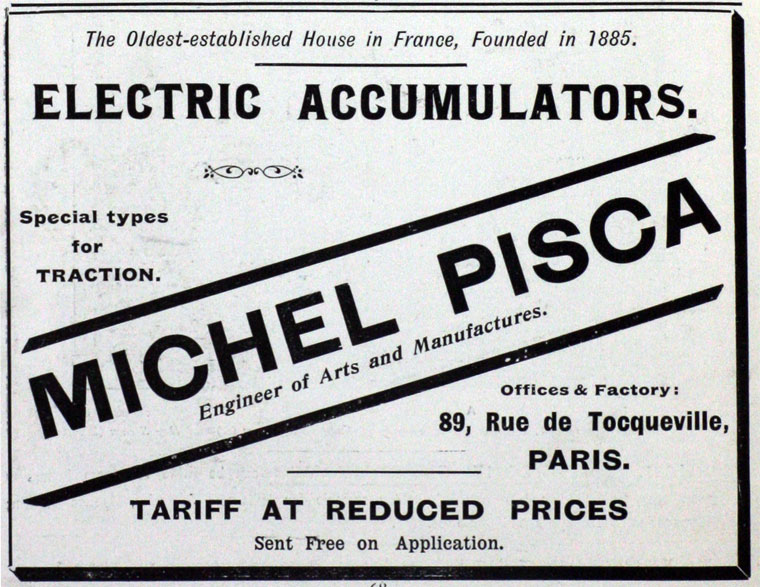 The Oldest-established House in France, Founded in 1885.
ELECTRIC ACCUMULATORS.
Special types
for
TRACTION.
MICHEL PISCA
Engineer of Arts and Manufactures.
Offices & Factory:
89, Rue de Tocqueville,
PARIS.
TARIFF AT REDUCED PRICES
Sent Free on Application.